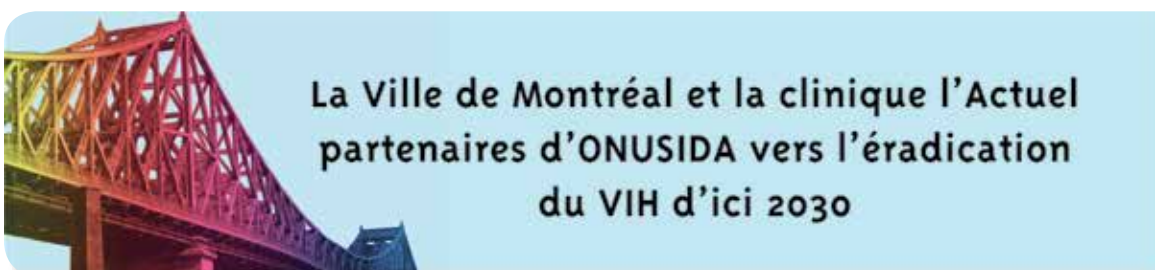 La Ville de Montréal et la clinique l'Actuel
partenaires d'ONUSIDA vers l'éradication
du VIH d'ici 2030